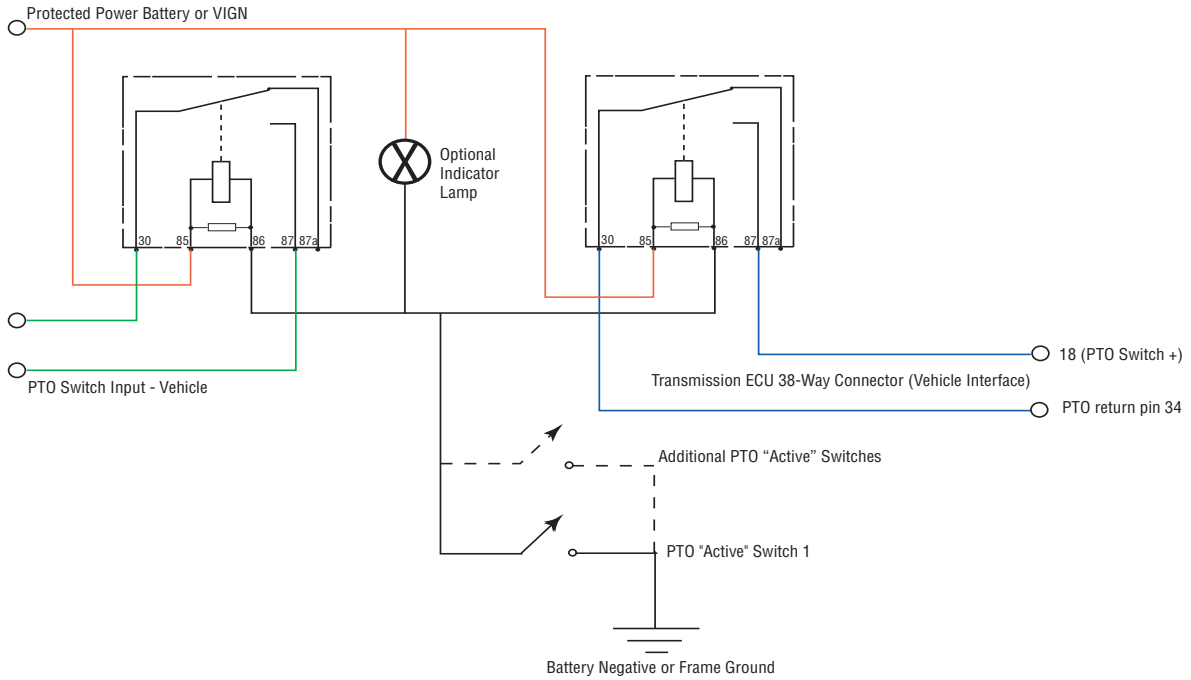 Protected Power Battery or VIGN
Optional
Indicator
Lamp
30
85
86
87
87a
30
85
86
87
87a
18 (PTO Switch +)
Transmission ECU 38-Way Connector (Vehicle Interface)
PTO Switch Input - Vehicle
PTO return pin 34
Additional PTO “Active” Switches
PTO "Active" Switch 1
Battery Negative or Frame Ground